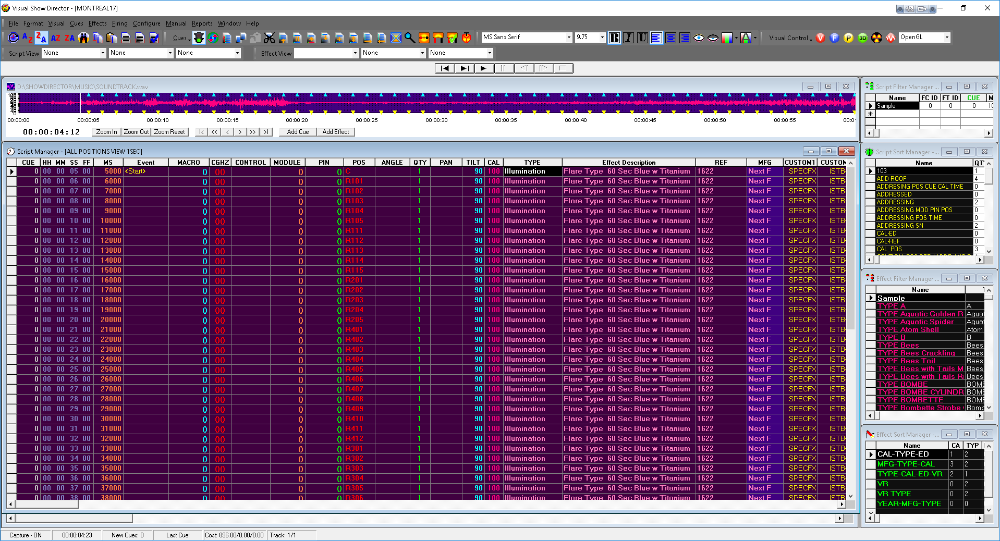 Visual Show Director - [MONTREAL17]
File Format Visual Cues Effects Firing Configure Manual Reports Window Help
Cues MS Sans Serif 9.75 B I U Visual Control V F P 3D OpenGL
Script View None None None Effect View None None
D:\SHOWDIRECTOR\MUSIC\SOUNDTRACK.wav
00:00:00 00:00:05 00:00:10 00:00:15 00:00:20 00:00:25 00:00:30 00:00:35 00:00:40 00:00:45 00:00:50 00:00:55 00:0
00:00:04:12 Zoom In Zoom Out Zoom Reset |< << < > >> >| Add Cue Add Effect
Script Manager - [ALL POSITIONS VIEW 1SEC]
CUE HH MM SS FF MS Event MACRO CGHZ CONTROL MODULE PIN POS ANGLE QTY PAN TILT CAL TYPE Effect Description REF MFG CUSTOM1 CUSTOM
0 00 00 05 00 5000 <Start> 0 00 0 0 C 1 90 100 Illumination Flare Type 60 Sec Blue w Titanium 1622 Next F SPECFX ISTB-
0 00 00 06 00 6000 0 00 0 0 R101 1 90 100 Illumination Flare Type 60 Sec Blue w Titanium 1622 Next F SPECFX ISTB-
0 00 00 07 00 7000 0 00 0 0 R102 1 90 100 Illumination Flare Type 60 Sec Blue w Titanium 1622 Next F SPECFX ISTB-
0 00 00 08 00 8000 0 00 0 0 R103 1 90 100 Illumination Flare Type 60 Sec Blue w Titanium 1622 Next F SPECFX ISTB-
0 00 00 09 00 9000 0 00 0 0 R104 1 90 100 Illumination Flare Type 60 Sec Blue w Titanium 1622 Next F SPECFX ISTB-
0 00 00 10 00 10000 0 00 0 0 R105 1 90 100 Illumination Flare Type 60 Sec Blue w Titanium 1622 Next F SPECFX ISTB-
0 00 00 11 00 11000 0 00 0 0 R111 1 90 100 Illumination Flare Type 60 Sec Blue w Titanium 1622 Next F SPECFX ISTB-
0 00 00 12 00 12000 0 00 0 0 R112 1 90 100 Illumination Flare Type 60 Sec Blue w Titanium 1622 Next F SPECFX ISTB-
0 00 00 13 00 13000 0 00 0 0 R113 1 90 100 Illumination Flare Type 60 Sec Blue w Titanium 1622 Next F SPECFX ISTB-
0 00 00 14 00 14000 0 00 0 0 R114 1 90 100 Illumination Flare Type 60 Sec Blue w Titanium 1622 Next F SPECFX ISTB-
0 00 00 15 00 15000 0 00 0 0 R115 1 90 100 Illumination Flare Type 60 Sec Blue w Titanium 1622 Next F SPECFX ISTB-
0 00 00 16 00 16000 0 00 0 0 R201 1 90 100 Illumination Flare Type 60 Sec Blue w Titanium 1622 Next F SPECFX ISTB-
0 00 00 17 00 17000 0 00 0 0 R202 1 90 100 Illumination Flare Type 60 Sec Blue w Titanium 1622 Next F SPECFX ISTB-
0 00 00 18 00 18000 0 00 0 0 R203 1 90 100 Illumination Flare Type 60 Sec Blue w Titanium 1622 Next F SPECFX ISTB-
0 00 00 19 00 19000 0 00 0 0 R204 1 90 100 Illumination Flare Type 60 Sec Blue w Titanium 1622 Next F SPECFX ISTB-
0 00 00 20 00 20000 0 00 0 0 R205 1 90 100 Illumination Flare Type 60 Sec Blue w Titanium 1622 Next F SPECFX ISTB-
0 00 00 21 00 21000 0 00 0 0 R401 1 90 100 Illumination Flare Type 60 Sec Blue w Titanium 1622 Next F SPECFX ISTB-
0 00 00 22 00 22000 0 00 0 0 R402 1 90 100 Illumination Flare Type 60 Sec Blue w Titanium 1622 Next F SPECFX ISTB-
0 00 00 23 00 23000 0 00 0 0 R403 1 90 100 Illumination Flare Type 60 Sec Blue w Titanium 1622 Next F SPECFX ISTB-
0 00 00 24 00 24000 0 00 0 0 R404 1 90 100 Illumination Flare Type 60 Sec Blue w Titanium 1622 Next F SPECFX ISTB-
0 00 00 25 00 25000 0 00 0 0 R405 1 90 100 Illumination Flare Type 60 Sec Blue w Titanium 1622 Next F SPECFX ISTB-
0 00 00 26 00 26000 0 00 0 0 R406 1 90 100 Illumination Flare Type 60 Sec Blue w Titanium 1622 Next F SPECFX ISTB-
0 00 00 27 00 27000 0 00 0 0 R407 1 90 100 Illumination Flare Type 60 Sec Blue w Titanium 1622 Next F SPECFX ISTB-
0 00 00 28 00 28000 0 00 0 0 R408 1 90 100 Illumination Flare Type 60 Sec Blue w Titanium 1622 Next F SPECFX ISTB-
0 00 00 29 00 29000 0 00 0 0 R409 1 90 100 Illumination Flare Type 60 Sec Blue w Titanium 1622 Next F SPECFX ISTB-
0 00 00 30 00 30000 0 00 0 0 R410 1 90 100 Illumination Flare Type 60 Sec Blue w Titanium 1622 Next F SPECFX ISTB-
0 00 00 31 00 31000 0 00 0 0 R411 1 90 100 Illumination Flare Type 60 Sec Blue w Titanium 1622 Next F SPECFX ISTB-
0 00 00 32 00 32000 0 00 0 0 R412 1 90 100 Illumination Flare Type 60 Sec Blue w Titanium 1622 Next F SPECFX ISTB-
0 00 00 33 00 33000 0 00 0 0 R301 1 90 100 Illumination Flare Type 60 Sec Blue w Titanium 1622 Next F SPECFX ISTB-
0 00 00 34 00 34000 0 00 0 0 R302 1 90 100 Illumination Flare Type 60 Sec Blue w Titanium 1622 Next F SPECFX ISTB-
0 00 00 35 00 35000 0 00 0 0 R303 1 90 100 Illumination Flare Type 60 Sec Blue w Titanium 1622 Next F SPECFX ISTB-
0 00 00 36 00 36000 0 00 0 0 R304 1 90 100 Illumination Flare Type 60 Sec Blue w Titanium 1622 Next F SPECFX ISTB-
0 00 00 37 00 37000 0 00 0 0 R305 1 90 100 Illumination Flare Type 60 Sec Blue w Titanium 1622 Next F SPECFX ISTB-
0 00 00 38 00 38000 0 00 0 0 R306 1 90 100 Illumination Flare Type 60 Sec Blue w Titanium 1622 Next F SPECFX ISTB-
Script Filter Manager ...
Name FC ID FT ID CUE M
Sample 0 0 0 10
Script Sort Manager -...
Name QT
103 1
ADD ROOF 4
ADDRESING POS CUE CAL TIME 0
ADDRESSED 0
ADDRESSING 2
ADDRESSING MOD PIN POS 0
ADDRESSING POS TIME 0
ADDRESSING SN 2
CAL-ED 0
CAL-REF 0
CAL_POS 3
Effect Filter Manager ...
Name
Sample
TYPE A A
TYPE Aquatic Golden R Aquat
TYPE Aquatic Spider Aquat
TYPE Atom Shell Atom
TYPE B B
TYPE Bees Bees
TYPE Bees Crackling Bees
TYPE Bees Tail Bees
TYPE Bees with Tails M Bees
TYPE Bees with Tails Ri Bees
TYPE BOMBE BOME
TYPE BOMBE CYLINDR BOME
TYPE BOMBETTE BOME
TYPE Bombette Strobe Bomb
Effect Sort Manager -...
Name CA TYP
CAL-TYPE-ED 1 2
MFG-TYPE-CAL 3 2
TYPE-CAL-ED-VR 2 1
VR 0 2
VR TYPE 0 2
YEAR-MFG-TYPE 0 0
Capture - ON 00:00:04:23 New Cues: 0 Last Cue: Cost: 896.00/0.00/0.00 Track: 1/1